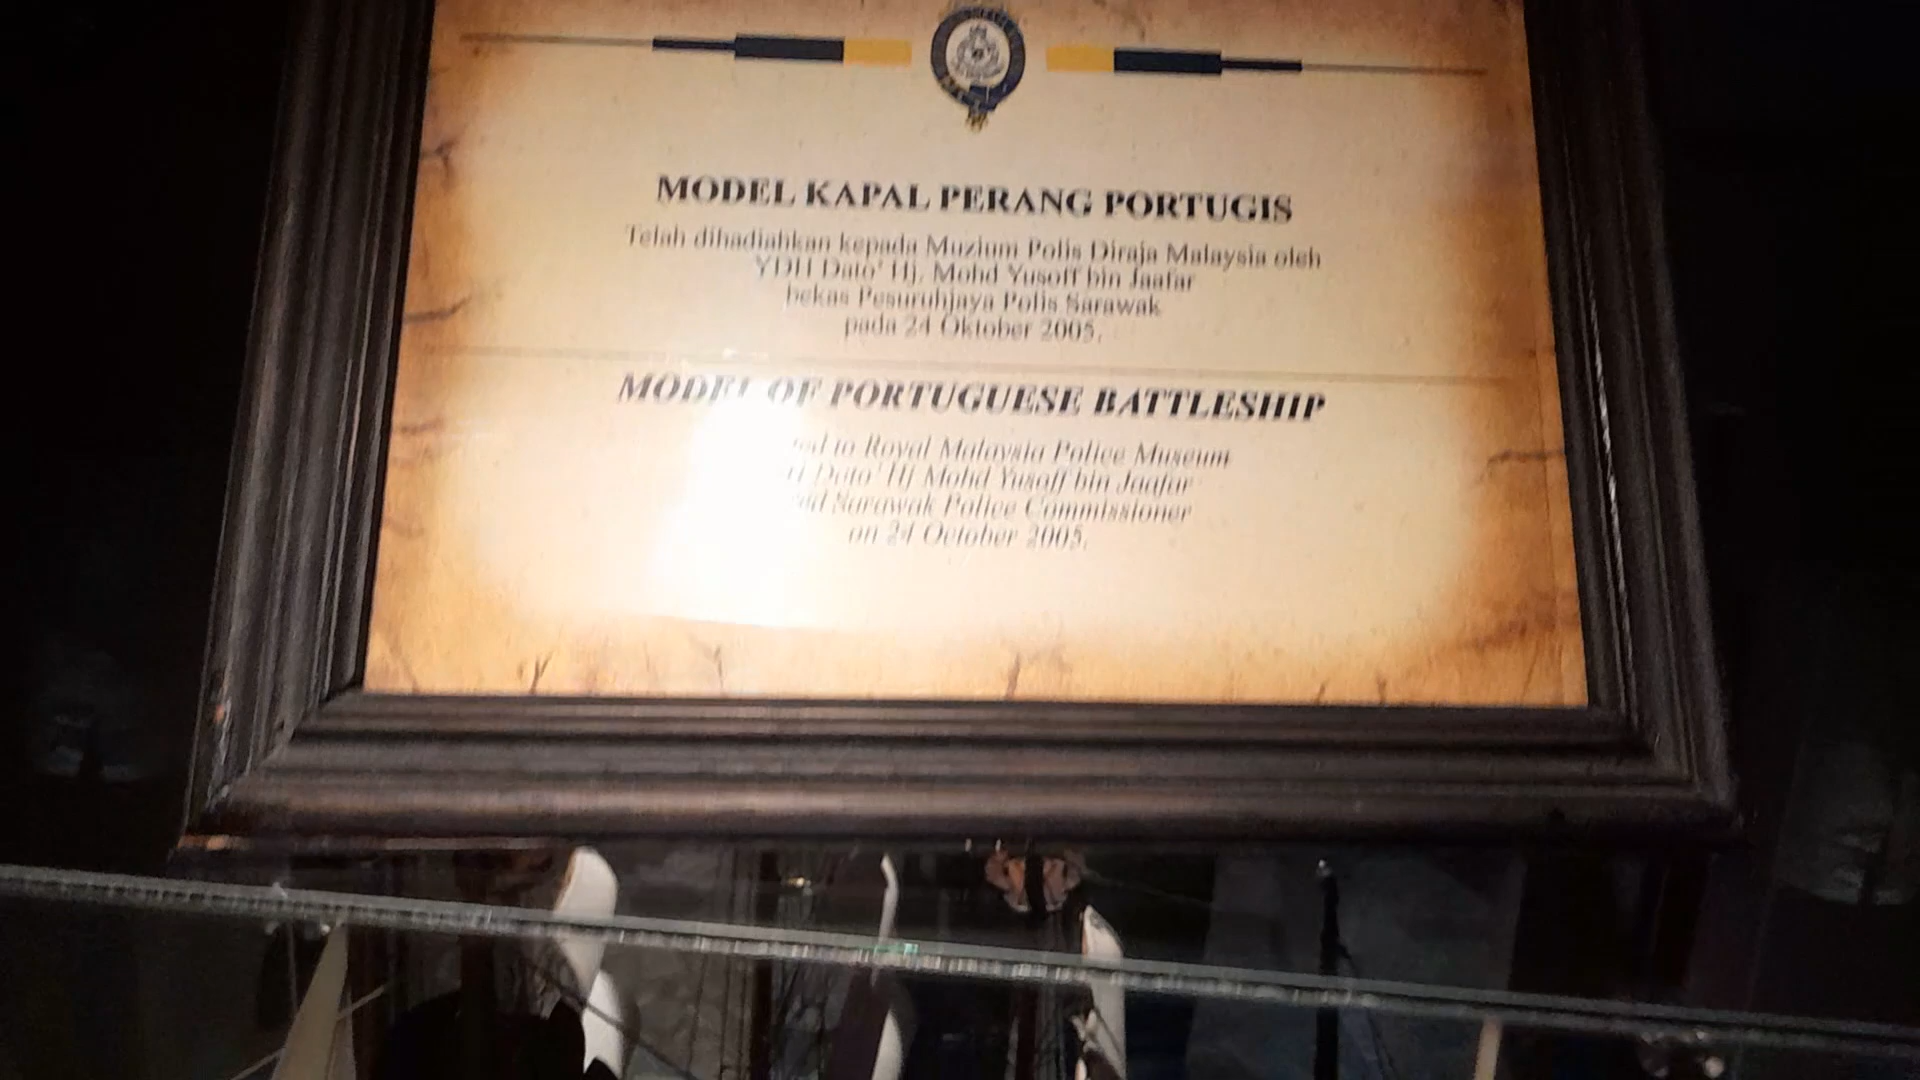 MODEL KAPAL PERANG PORTUGIS
Telah dihadiahkan kepada Muzium Polis Diraja Malaysia oleh
YDH Dato' Hj. Mohd Yusoff bin Jaafar
bekas Pesuruhjaya Polis Sarawak
pada 24 Oktober 2005.
MODEL OF PORTUGUESE BATTLESHIP
to Royal Malaysia Police Museum
Dato' Hj Mohd Yusoff bin Jaafar
Sarawak Police Commissioner
on 24 October 2005.